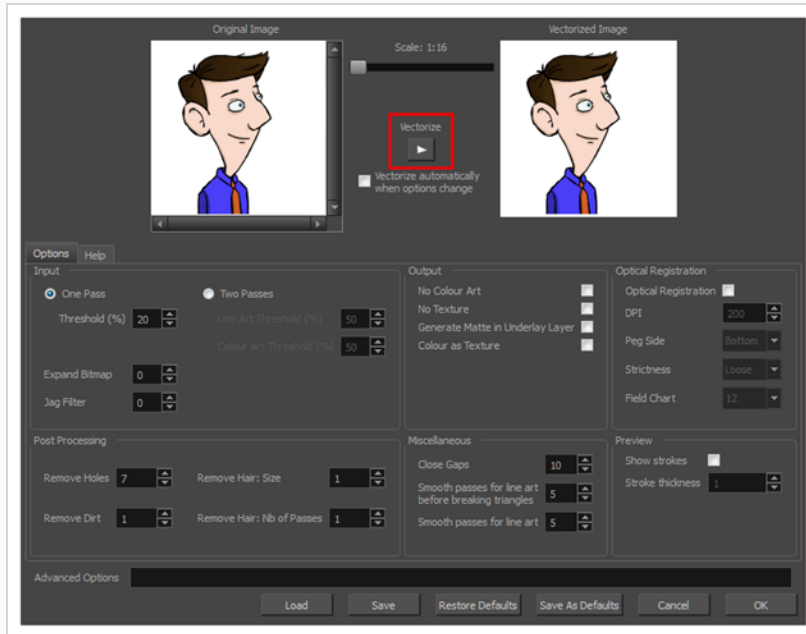 Original Image
Vectorized Image
Scale: 1:16
Vectorize
Vectorize automatically
when options change
Options
Help
Input
One Pass
Two Passes
Threshold (%) 20
Line Art Threshold (%) 50
Colour Art Threshold (%) 50
Expand Bitmap 0
Jag Filter 0
Output
No Colour Art
No Texture
Generate Matte in Underlay Layer
Colour as Texture
Optical Registration
Optical Registration
DPI 200
Peg Side Bottom
Strictness Loose
Field Chart 12
Post Processing
Remove Holes 7
Remove Hair: Size 1
Remove Dirt 1
Remove Hair: Nb of Passes 1
Miscellaneous
Close Gaps 10
Smooth passes for line art
before breaking triangles 5
Smooth passes for line art 5
Preview
Show strokes
Stroke thickness 1
Advanced Options
Load
Save
Restore Defaults
Save As Defaults
Cancel
OK